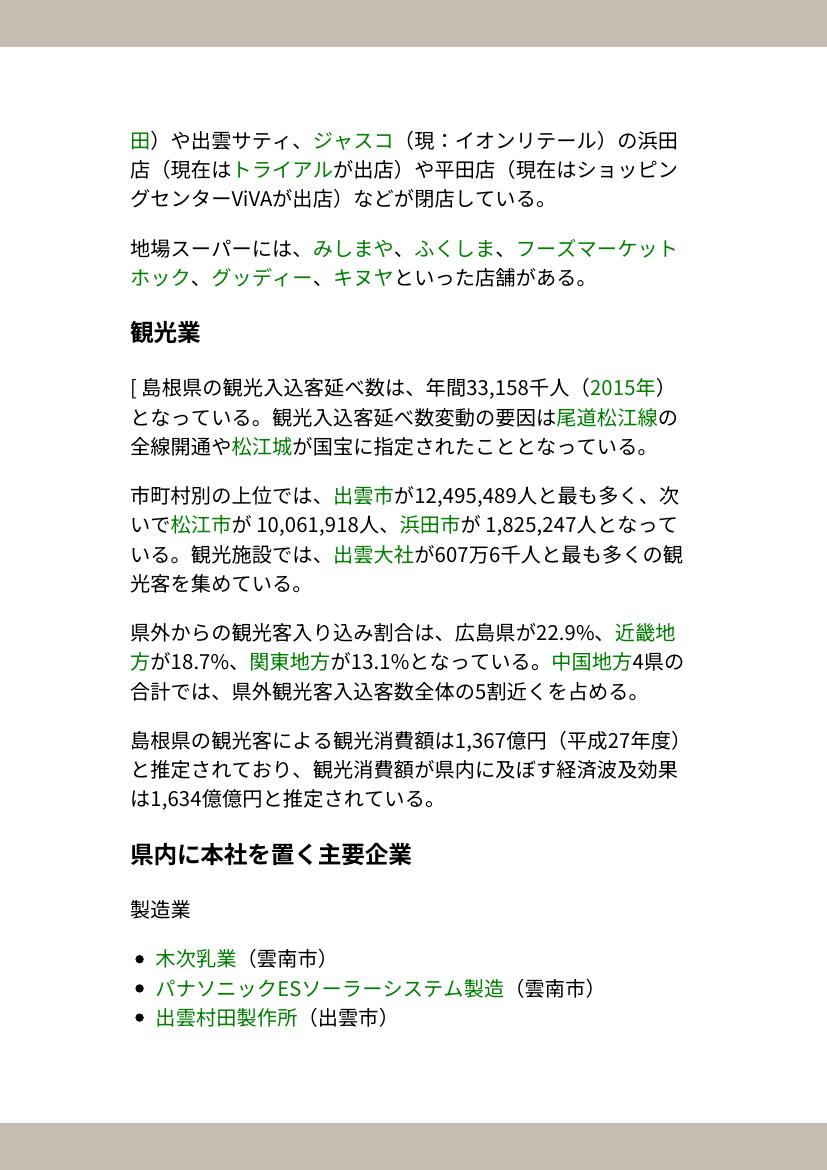 田）や出雲サティ、ジャスコ（現：イオンリテール）の浜田
店（現在はトライアルが出店）や平田店（現在はショッピン
グセンターViVAが出店）などが閉店している。
地場スーパーには、みしまや、ふくしま、フーズマーケット
ホック、グッディー、キヌヤといった店舗がある。
観光業
[ 島根県の観光入込客延べ数は、年間33,158千人（2015年）
となっている。観光入込客延べ数変動の要因は尾道松江線の
全線開通や松江城が国宝に指定されたこととなっている。
市町村別の上位では、出雲市が12,495,489人と最も多く、次
いで松江市が 10,061,918人、浜田市が 1,825,247人となって
いる。観光施設では、出雲大社が607万6千人と最も多くの観
光客を集めている。
県外からの観光客入り込み割合は、広島県が22.9%、近畿地
方が18.7%、関東地方が13.1%となっている。中国地方4県の
合計では、県外観光客入込客数全体の5割近くを占める。
島根県の観光客による観光消費額は1,367億円（平成27年度）
と推定されており、観光消費額が県内に及ぼす経済波及効果
は1,634億億円と推定されている。
県内に本社を置く主要企業
製造業
• 木次乳業（雲南市）
• パナソニックESソーラーシステム製造（雲南市）
• 出雲村田製作所（出雲市）